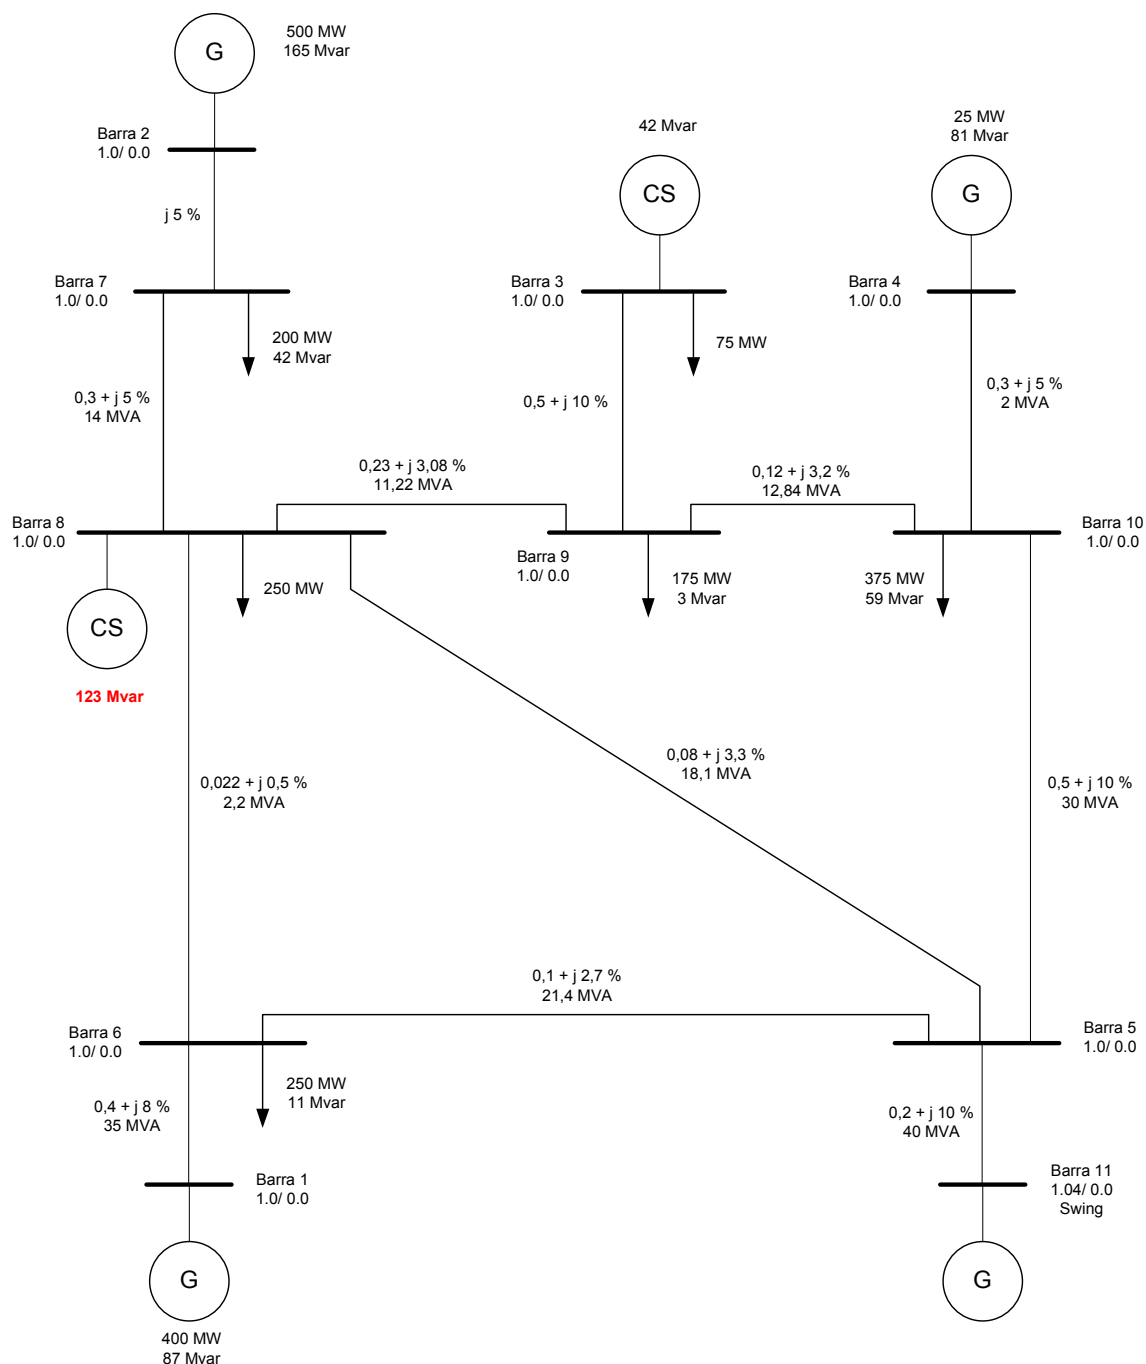 500 MW
165 Mvar
G
Barra 2
1.0/ 0.0
j 5 %
42 Mvar
CS
25 MW
81 Mvar
G
Barra 7
1.0/ 0.0
Barra 3
1.0/ 0.0
Barra 4
1.0/ 0.0
200 MW
42 Mvar
75 MW
0,3 + j 5 %
14 MVA
0,5 + j 10 %
0,3 + j 5 %
2 MVA
0,23 + j 3,08 %
11,22 MVA
0,12 + j 3,2 %
12,84 MVA
Barra 8
1.0/ 0.0
Barra 9
1.0/ 0.0
Barra 10
1.0/ 0.0
250 MW
175 MW
3 Mvar
375 MW
59 Mvar
CS
123 Mvar
0,022 + j 0,5 %
2,2 MVA
0,08 + j 3,3 %
18,1 MVA
0,5 + j 10 %
30 MVA
0,1 + j 2,7 %
21,4 MVA
Barra 6
1.0/ 0.0
Barra 5
1.0/ 0.0
250 MW
11 Mvar
0,4 + j 8 %
35 MVA
0,2 + j 10 %
40 MVA
Barra 1
1.0/ 0.0
Barra 11
1.04/ 0.0
Swing
G
G
400 MW
87 Mvar